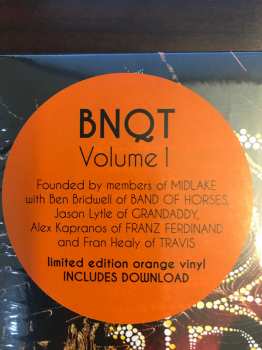 BNQT
Volume 1
Founded by members of MIDLAKE
with Ben Bridwell of BAND OF HORSES,
Jason Lytle of GRANDADDY,
Alex Kapranos of FRANZ FERDINAND
and Fran Healy of TRAVIS
limited edition orange vinyl
INCLUDES DOWNLOAD